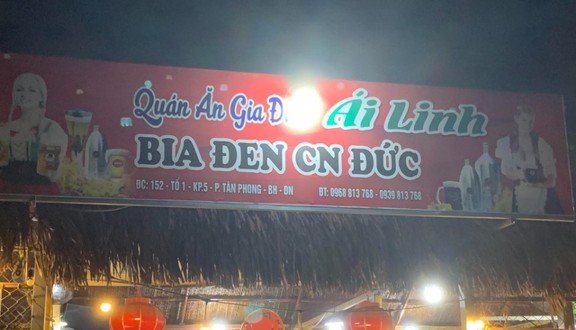 Quán Ăn Gia Ái Linh
BIA ĐEN CN ĐỨC
ĐC: 152 - TỔ 1 - KP.5 - P. TÂN PHONG - BH - ĐN ĐT: 0968 813 768 - 0939 813 768